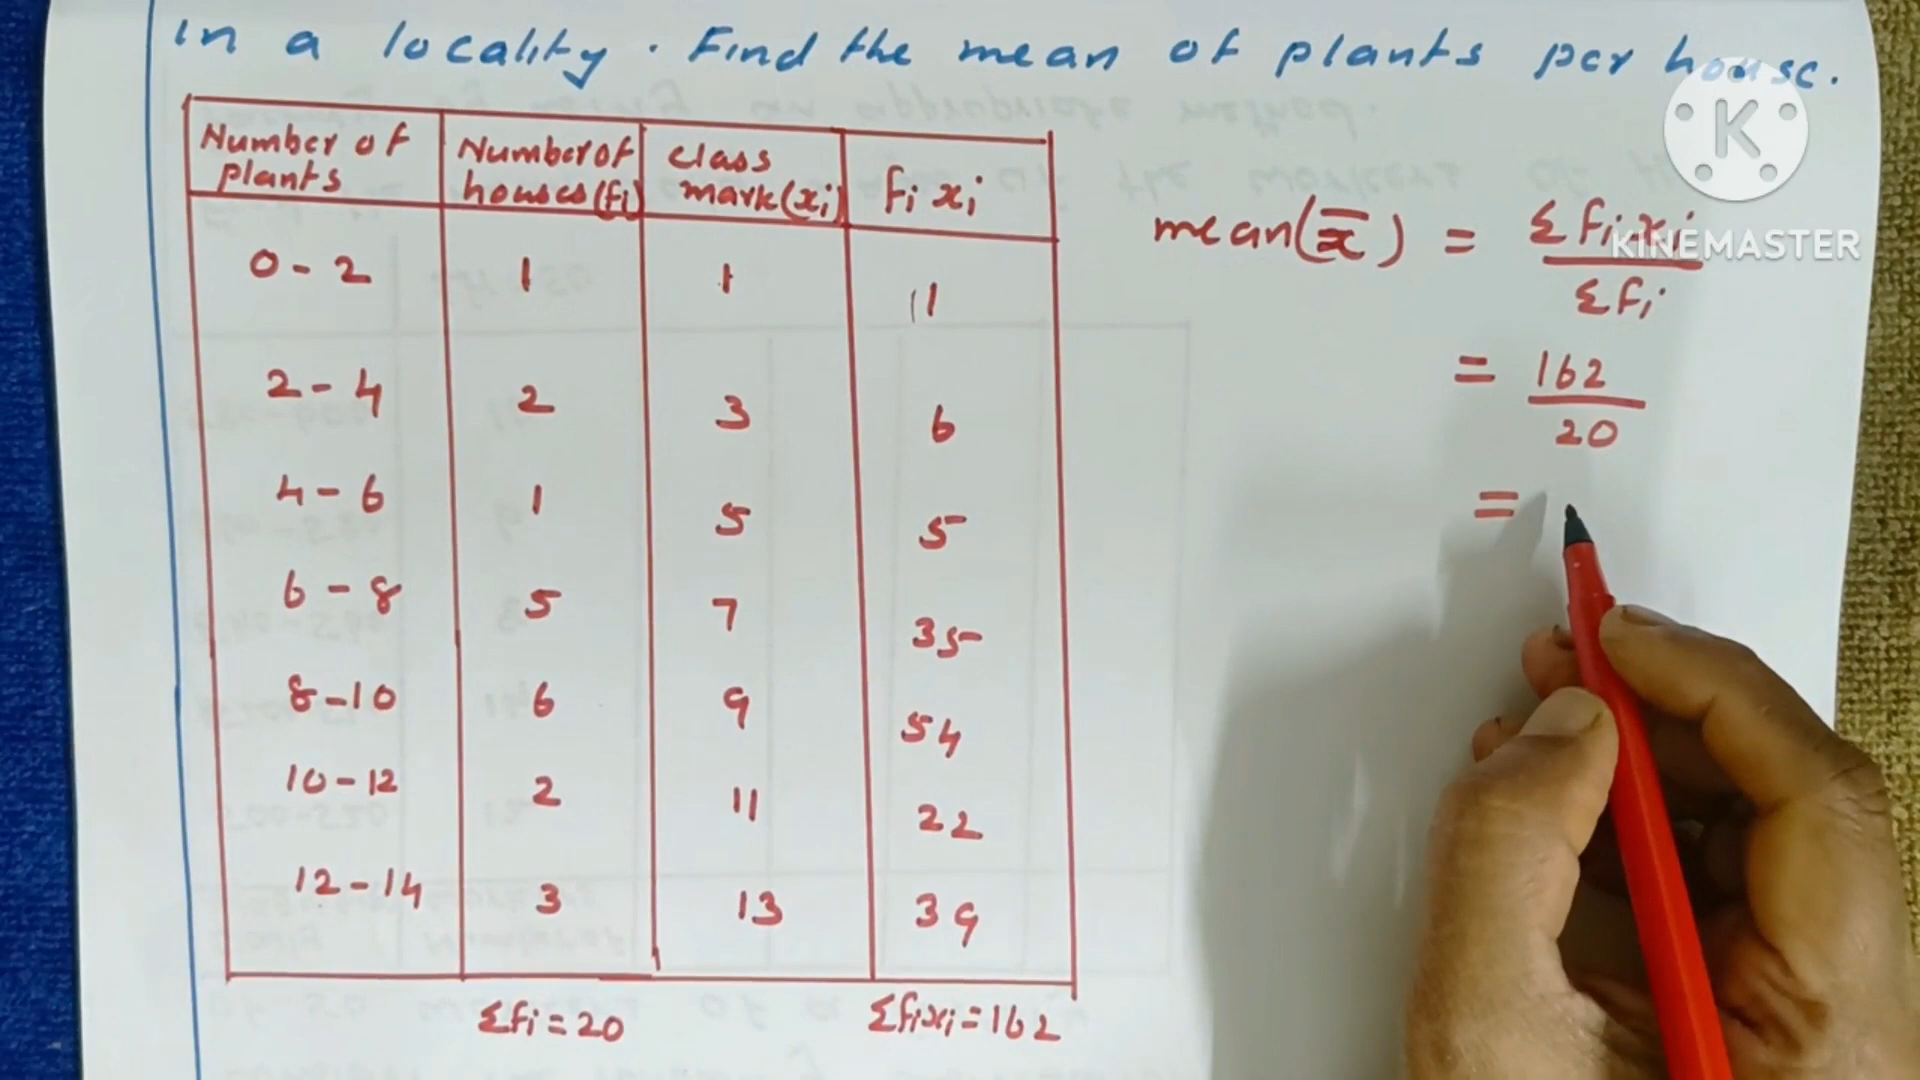 in a locality. Find the mean of plants per house.
Number of plants | Number of houses (fi) | class mark (xi) | fi xi
0 - 2 | 1 | 1 | 1
2 - 4 | 2 | 3 | 6
4 - 6 | 1 | 5 | 5
6 - 8 | 5 | 7 | 35
8 - 10 | 6 | 9 | 54
10 - 12 | 2 | 11 | 22
12 - 14 | 3 | 13 | 39
Σfi = 20 Σfixi = 162
mean (x̄) = Σ fi xi / Σ fi
= 162 / 20
=
K
KINEMASTER